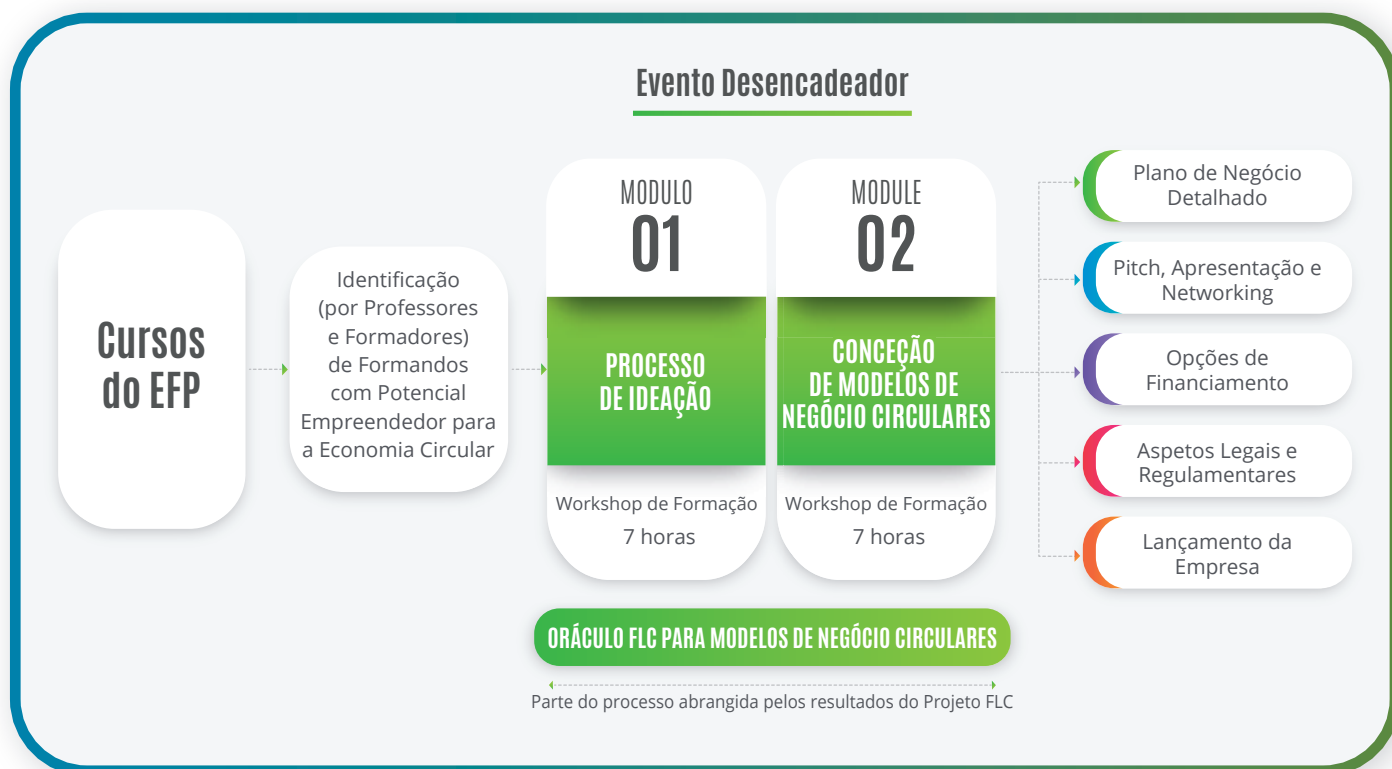 Evento Desencadeador
Cursos
do EFP
Identificação
(por Professores
e Formadores)
de Formandos
com Potencial
Empreendedor para
a Economia Circular
MODULO
01
PROCESSO
DE IDEAÇÃO
Workshop de Formação
7 horas
MODULE
02
CONCEÇÃO
DE MODELOS DE
NEGÓCIO CIRCULARES
Workshop de Formação
7 horas
ORÁCULO FLC PARA MODELOS DE NEGÓCIO CIRCULARES
Parte do processo abrangida pelos resultados do Projeto FLC
Plano de Negócio
Detalhado
Pitch, Apresentação e
Networking
Opções de
Financiamento
Aspetos Legais e
Regulamentares
Lançamento da
Empresa